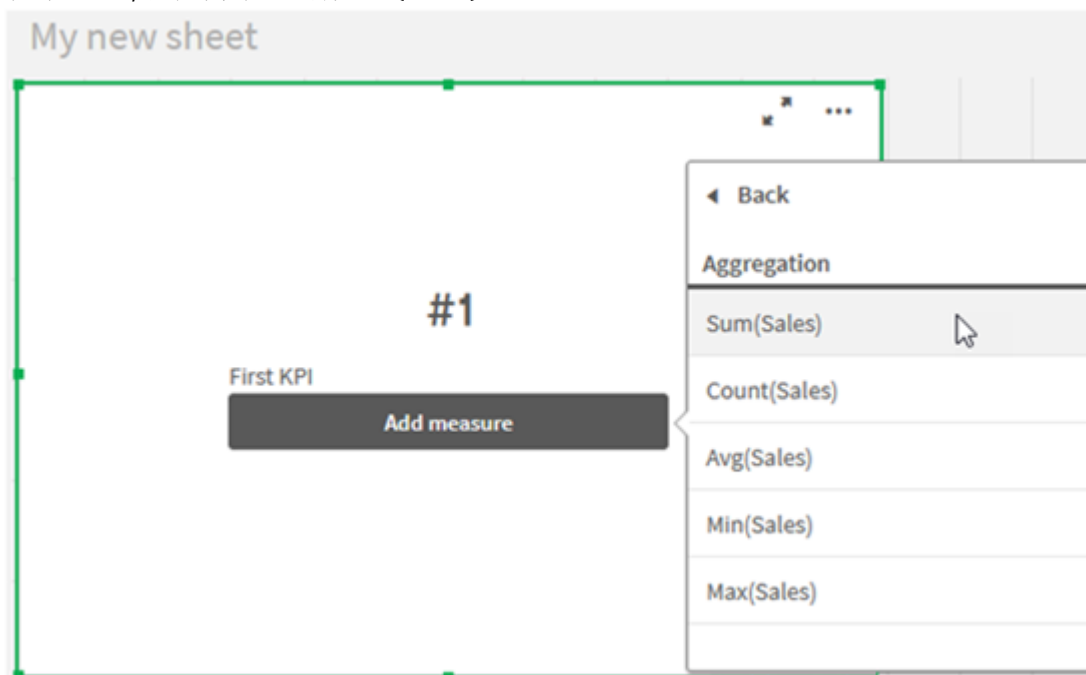 My new sheet
Back
Aggregation
#1
Sum(Sales)
First KPI
Count(Sales)
Add measure
Avg(Sales)
Min(Sales)
Max(Sales)